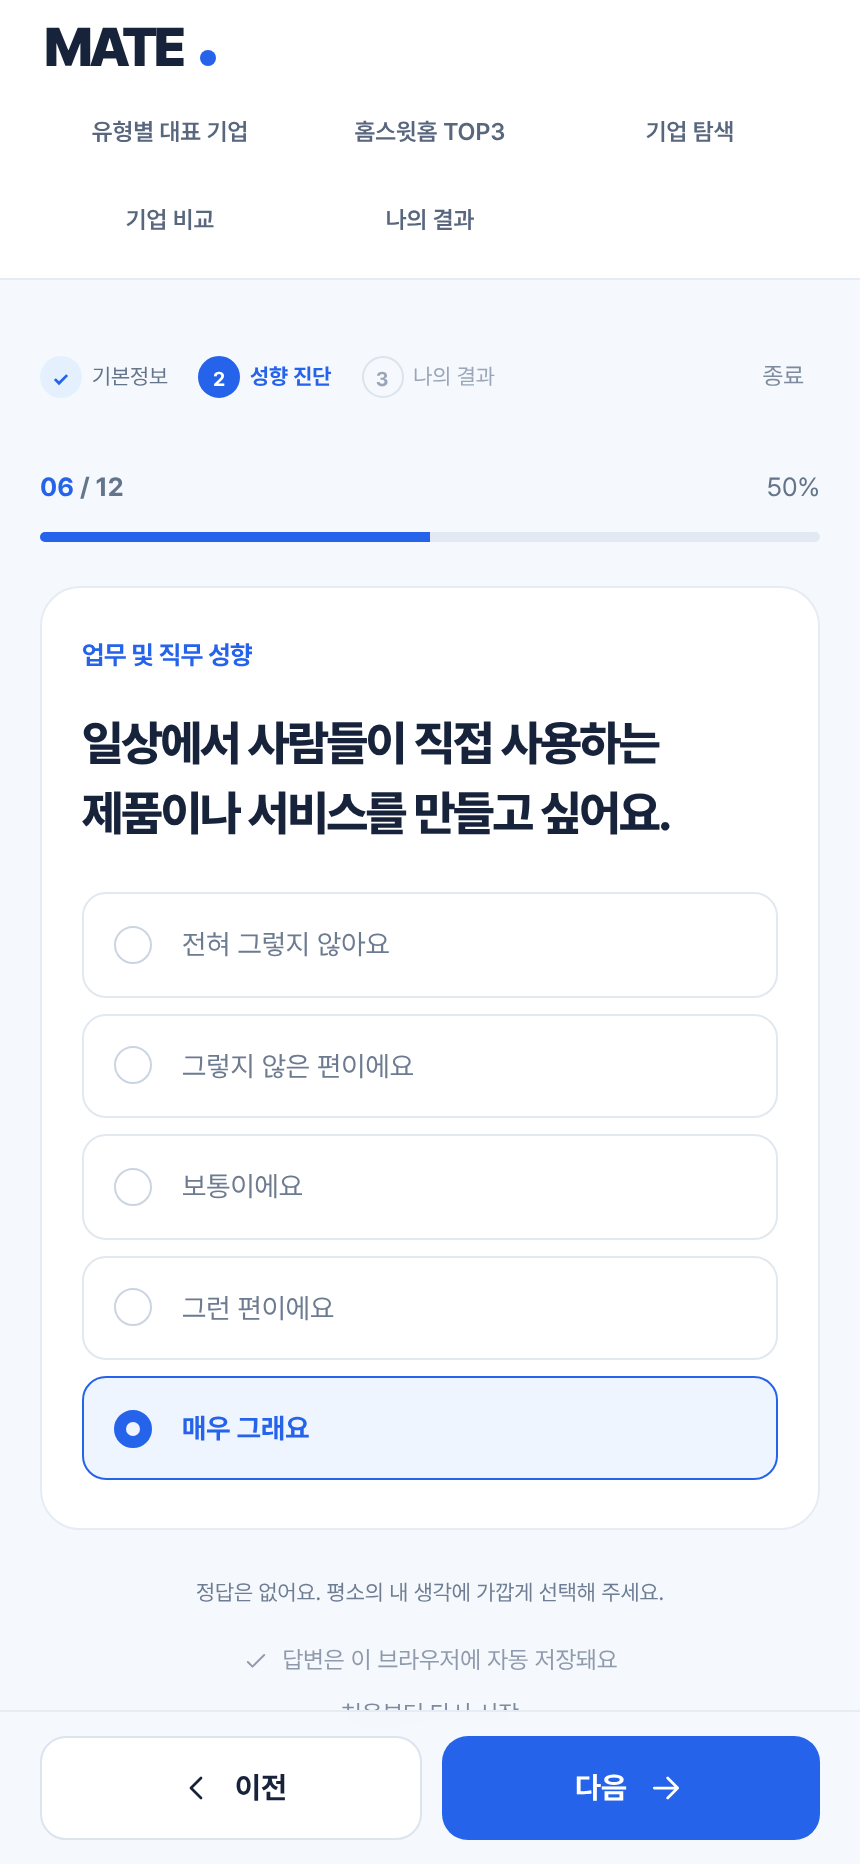 MATE
유형별 대표 기업
홈스윗홈 TOP3
기업 탐색
기업 비교
나의 결과
기본정보
2 성향 진단
3 나의 결과
종료
06 / 12
50%
업무 및 직무 성향
일상에서 사람들이 직접 사용하는
제품이나 서비스를 만들고 싶어요.
전혀 그렇지 않아요
그렇지 않은 편이에요
보통이에요
그런 편이에요
매우 그래요
정답은 없어요. 평소의 내 생각에 가깝게 선택해 주세요.
답변은 이 브라우저에 자동 저장돼요
이전
다음